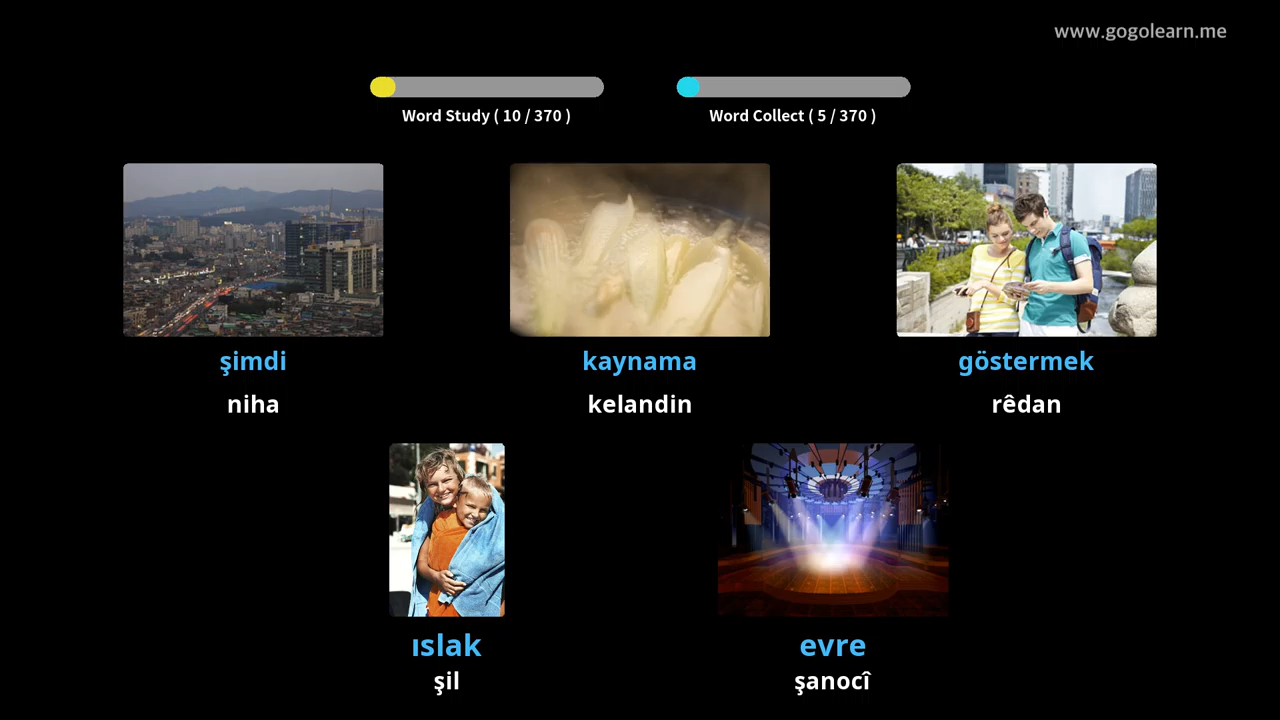 www.gogolearn.me
Word Study ( 10 / 370 )
Word Collect ( 5 / 370 )
şimdi
niha
kaynama
kelandin
göstermek
rêdan
ıslak
şil
evre
şanocî